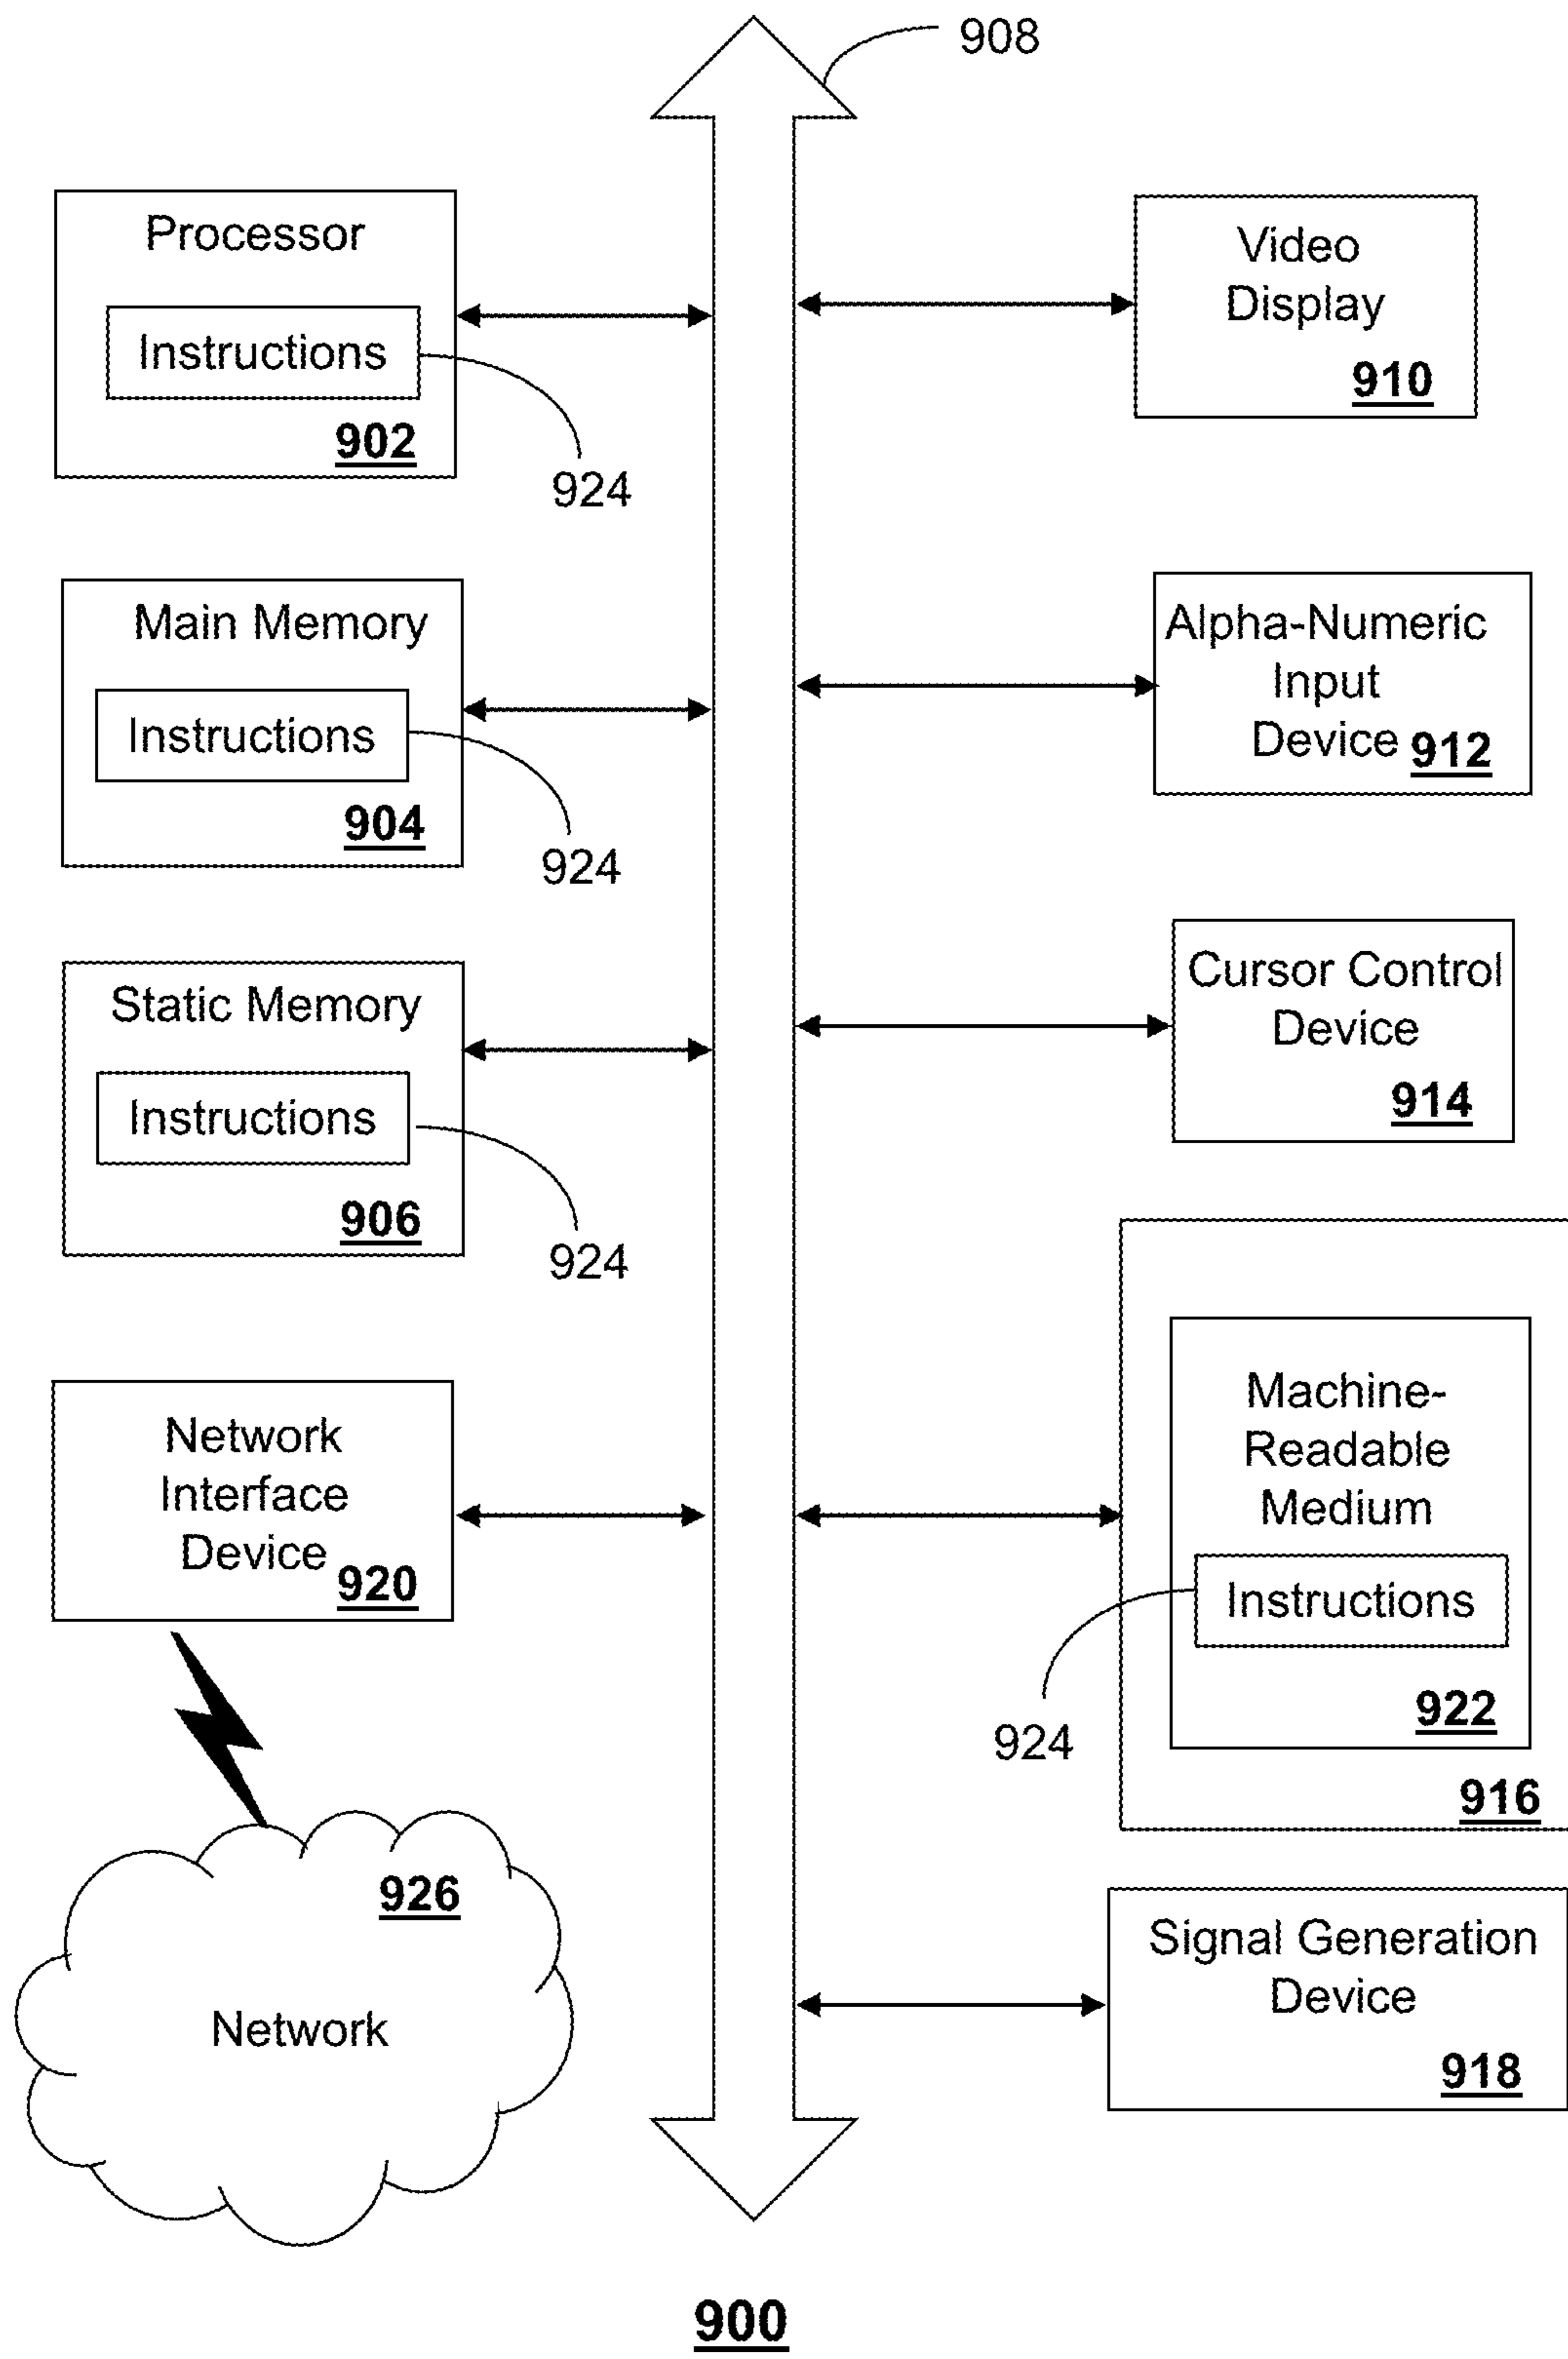 908
Processor
Instructions
902
924
Video
Display
910
Main Memory
Instructions
904
924
Alpha-Numeric
Input
Device 912
Static Memory
Instructions
906
924
Cursor Control
Device
914
Network
Interface
Device
920
Machine-
Readable
Medium
Instructions
922
924
916
926
Network
Signal Generation
Device
918
900